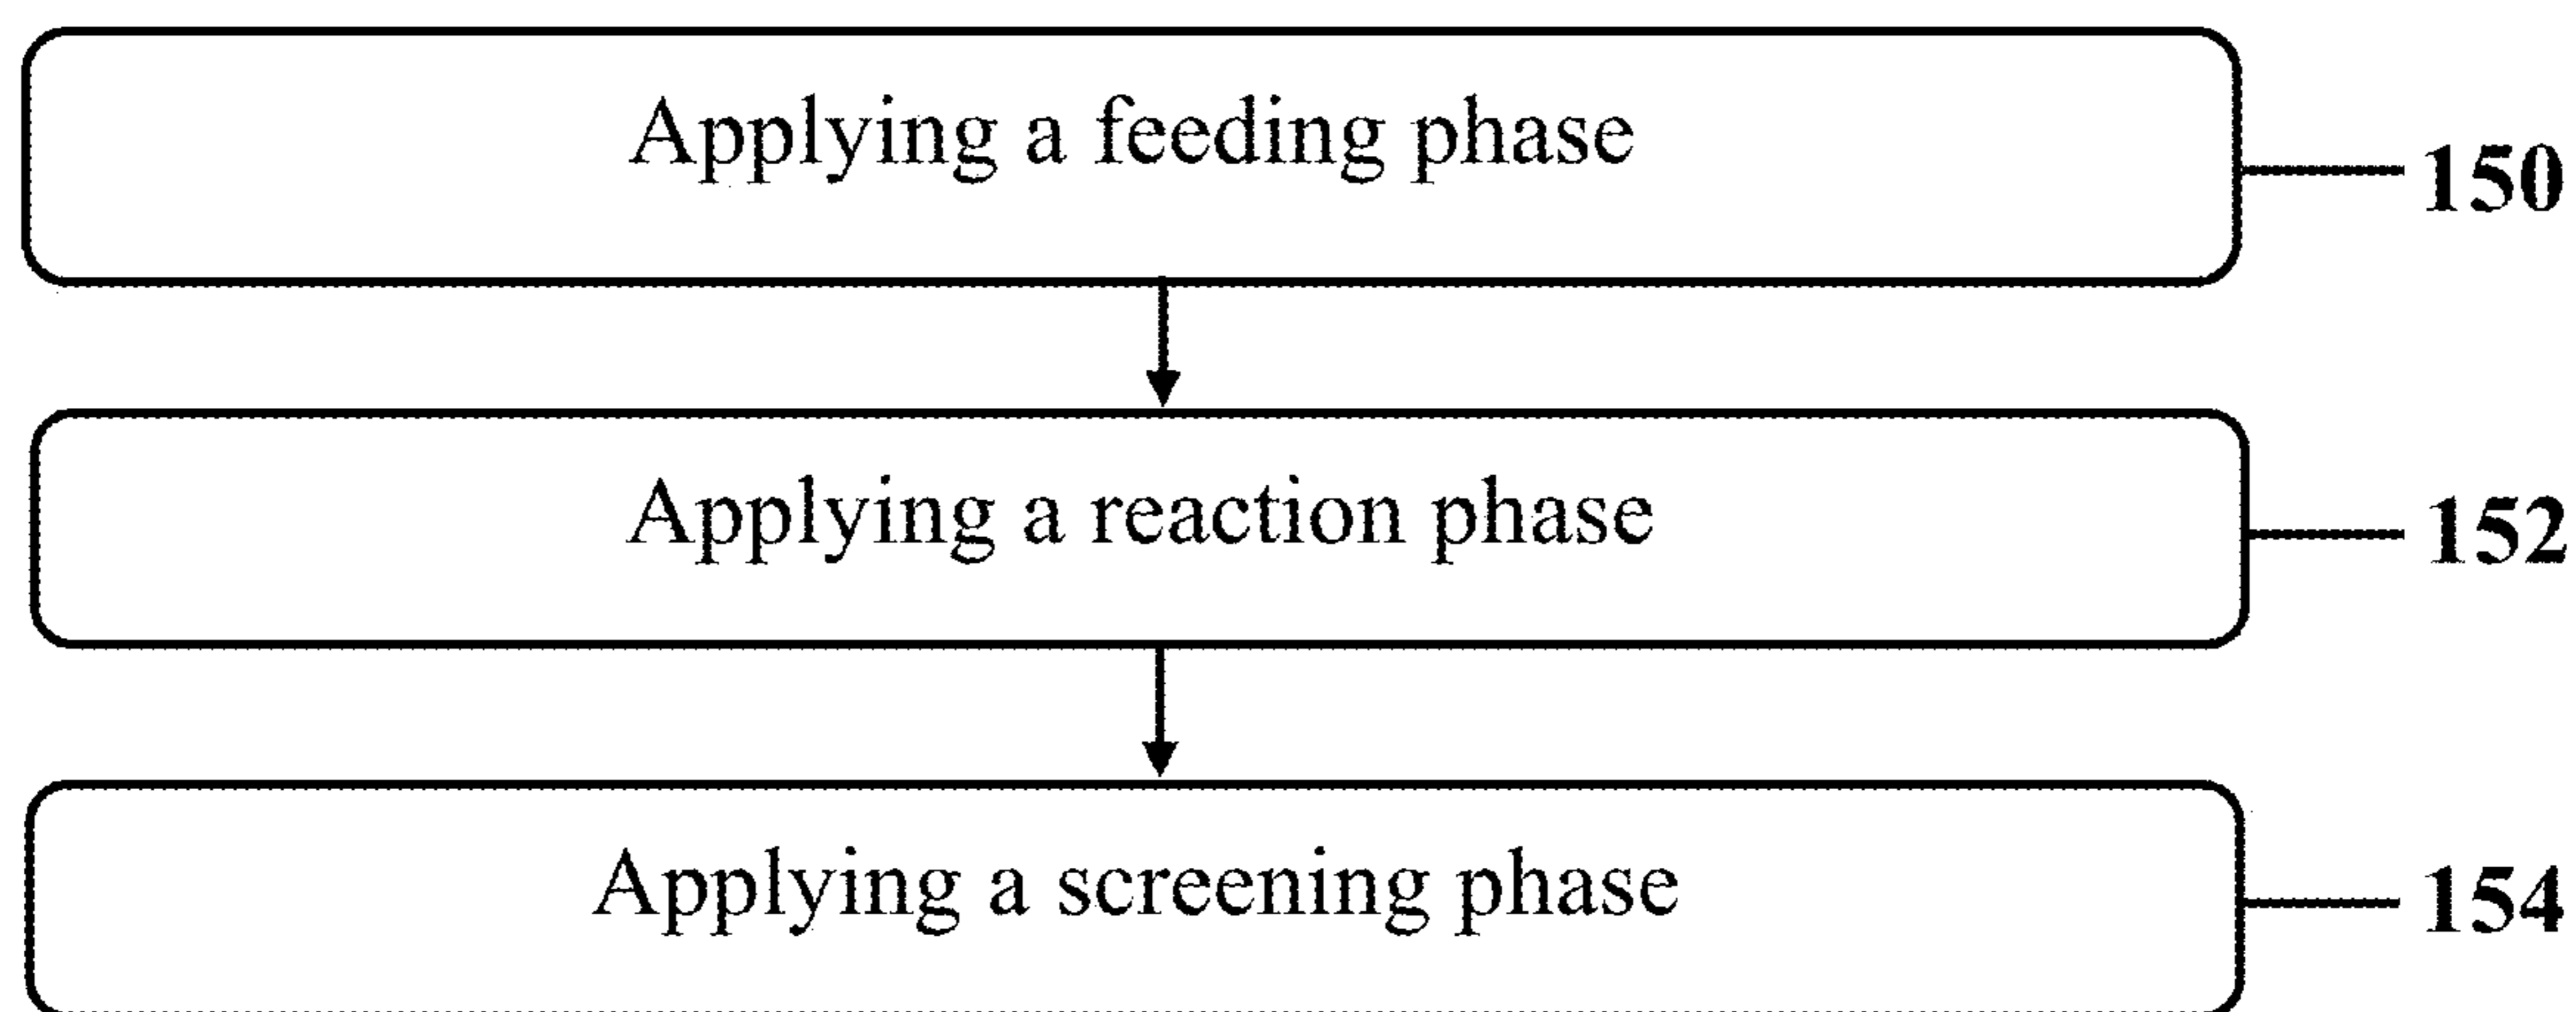 Applying a feeding phase
150
Applying a reaction phase
152
Applying a screening phase
154